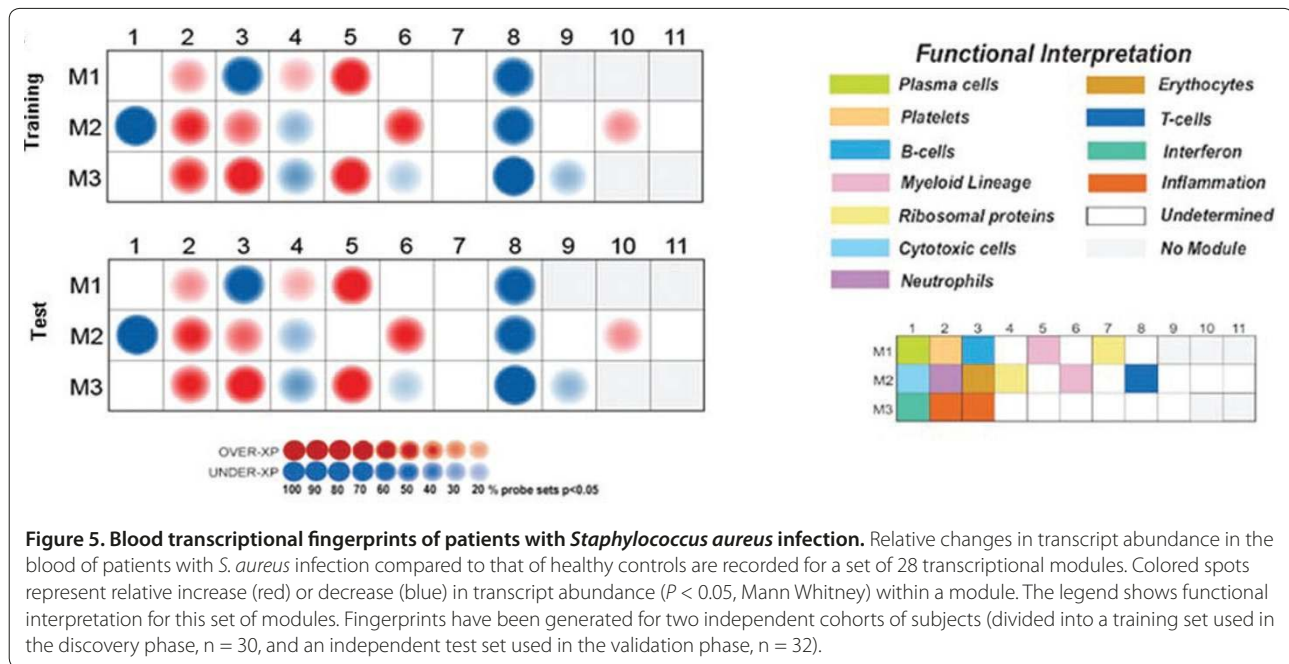 1 2 3 4 5 6 7 8 9 10 11
Training
M1
M2
M3
1 2 3 4 5 6 7 8 9 10 11
Test
M1
M2
M3
OVER-XP
UNDER-XP
100 90 80 70 60 50 40 30 20 % probe sets p<0.05
Functional Interpretation
Plasma cells
Platelets
B-cells
Myeloid Lineage
Ribosomal proteins
Cytotoxic cells
Neutrophils
Erythocytes
T-cells
Interferon
Inflammation
Undetermined
No Module
1 2 3 4 5 6 7 8 9 10 11
M1
M2
M3
Figure 5. Blood transcriptional fingerprints of patients with Staphylococcus aureus infection. Relative changes in transcript abundance in the
blood of patients with S. aureus infection compared to that of healthy controls are recorded for a set of 28 transcriptional modules. Colored spots
represent relative increase (red) or decrease (blue) in transcript abundance (P < 0.05, Mann Whitney) within a module. The legend shows functional
interpretation for this set of modules. Fingerprints have been generated for two independent cohorts of subjects (divided into a training set used in
the discovery phase, n = 30, and an independent test set used in the validation phase, n = 32).